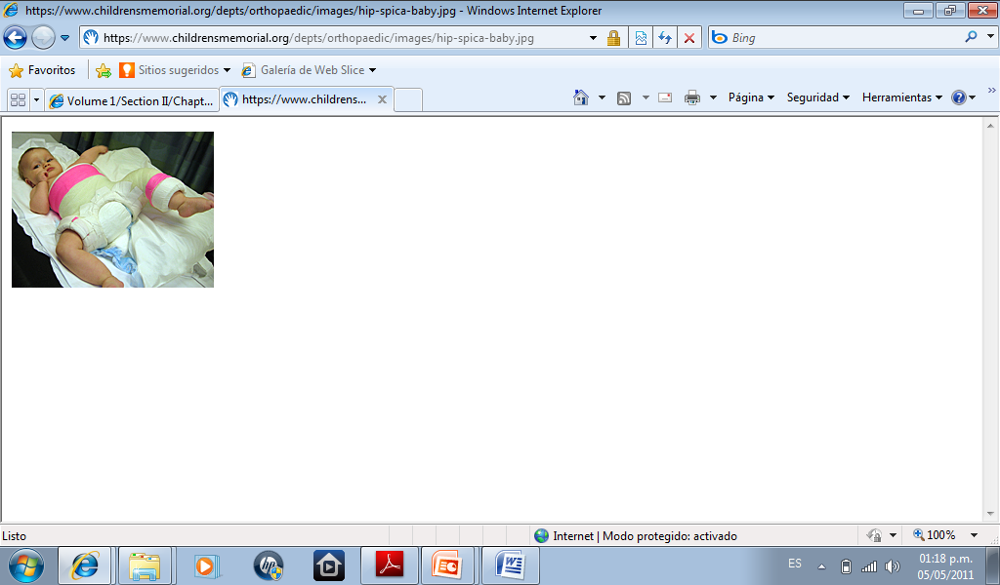 https://www.childrensmemorial.org/depts/orthopaedic/images/hip-spica-baby.jpg - Windows Internet Explorer
https://www.childrensmemorial.org/depts/orthopaedic/images/hip-spica-baby.jpg
Bing
Favoritos
Sitios sugeridos
Galería de Web Slice
Volume 1/Section II/Chapt...
https://www.childrens...
Página
Seguridad
Herramientas
Listo
Internet | Modo protegido: activado
100%
ES
01:18 p.m.
05/05/2011